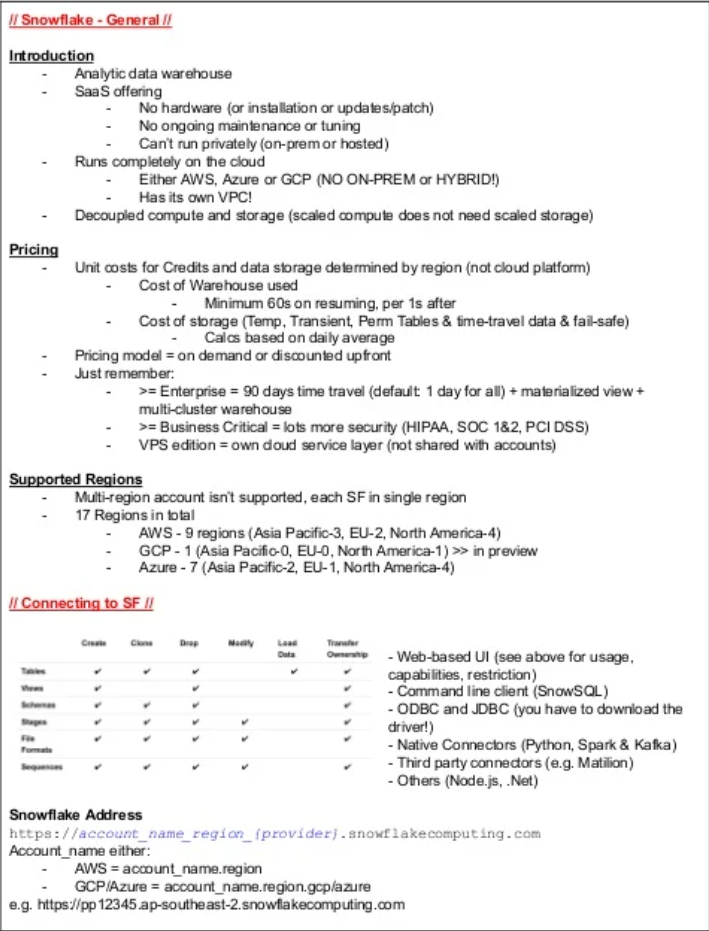 // Snowflake - General //
Introduction
- Analytic data warehouse
- SaaS offering
- No hardware (or installation or updates/patch)
- No ongoing maintenance or tuning
- Can't run privately (on-prem or hosted)
- Runs completely on the cloud
- Either AWS, Azure or GCP (NO ON-PREM or HYBRID!)
- Has its own VPC!
- Decoupled compute and storage (scaled compute does not need scaled storage)
Pricing
- Unit costs for Credits and data storage determined by region (not cloud platform)
- Cost of Warehouse used
- Minimum 60s on resuming, per 1s after
- Cost of storage (Temp, Transient, Perm Tables & time-travel data & fail-safe)
- Calcs based on daily average
- Pricing model = on demand or discounted upfront
- Just remember:
- >= Enterprise = 90 days time travel (default: 1 day for all) + materialized view +
multi-cluster warehouse
- >= Business Critical = lots more security (HIPAA, SOC 1&2, PCI DSS)
- VPS edition = own cloud service layer (not shared with accounts)
Supported Regions
- Multi-region account isn't supported, each SF in single region
- 17 Regions in total
- AWS - 9 regions (Asia Pacific-3, EU-2, North America-4)
- GCP - 1 (Asia Pacific-0, EU-0, North America-1) >> in preview
- Azure - 7 (Asia Pacific-2, EU-1, North America-4)
// Connecting to SF //
Create Clone Drop Modify Load Data Transfer Ownership
Tables ✔ ✔ ✔ ✔ ✔
Views ✔ ✔ ✔
Schemas ✔ ✔ ✔ ✔
Stages ✔ ✔ ✔ ✔ ✔
File Formats ✔ ✔ ✔ ✔ ✔
Sequences ✔ ✔ ✔ ✔ ✔
- Web-based UI (see above for usage,
capabilities, restriction)
- Command line client (SnowSQL)
- ODBC and JDBC (you have to download the
driver!)
- Native Connectors (Python, Spark & Kafka)
- Third party connectors (e.g. Matilion)
- Others (Node.js, .Net)
Snowflake Address
https://account_name_region_{provider}.snowflakecomputing.com
Account_name either:
- AWS = account_name.region
- GCP/Azure = account_name.region.gcp/azure
e.g. https://pp12345.ap-southeast-2.snowflakecomputing.com